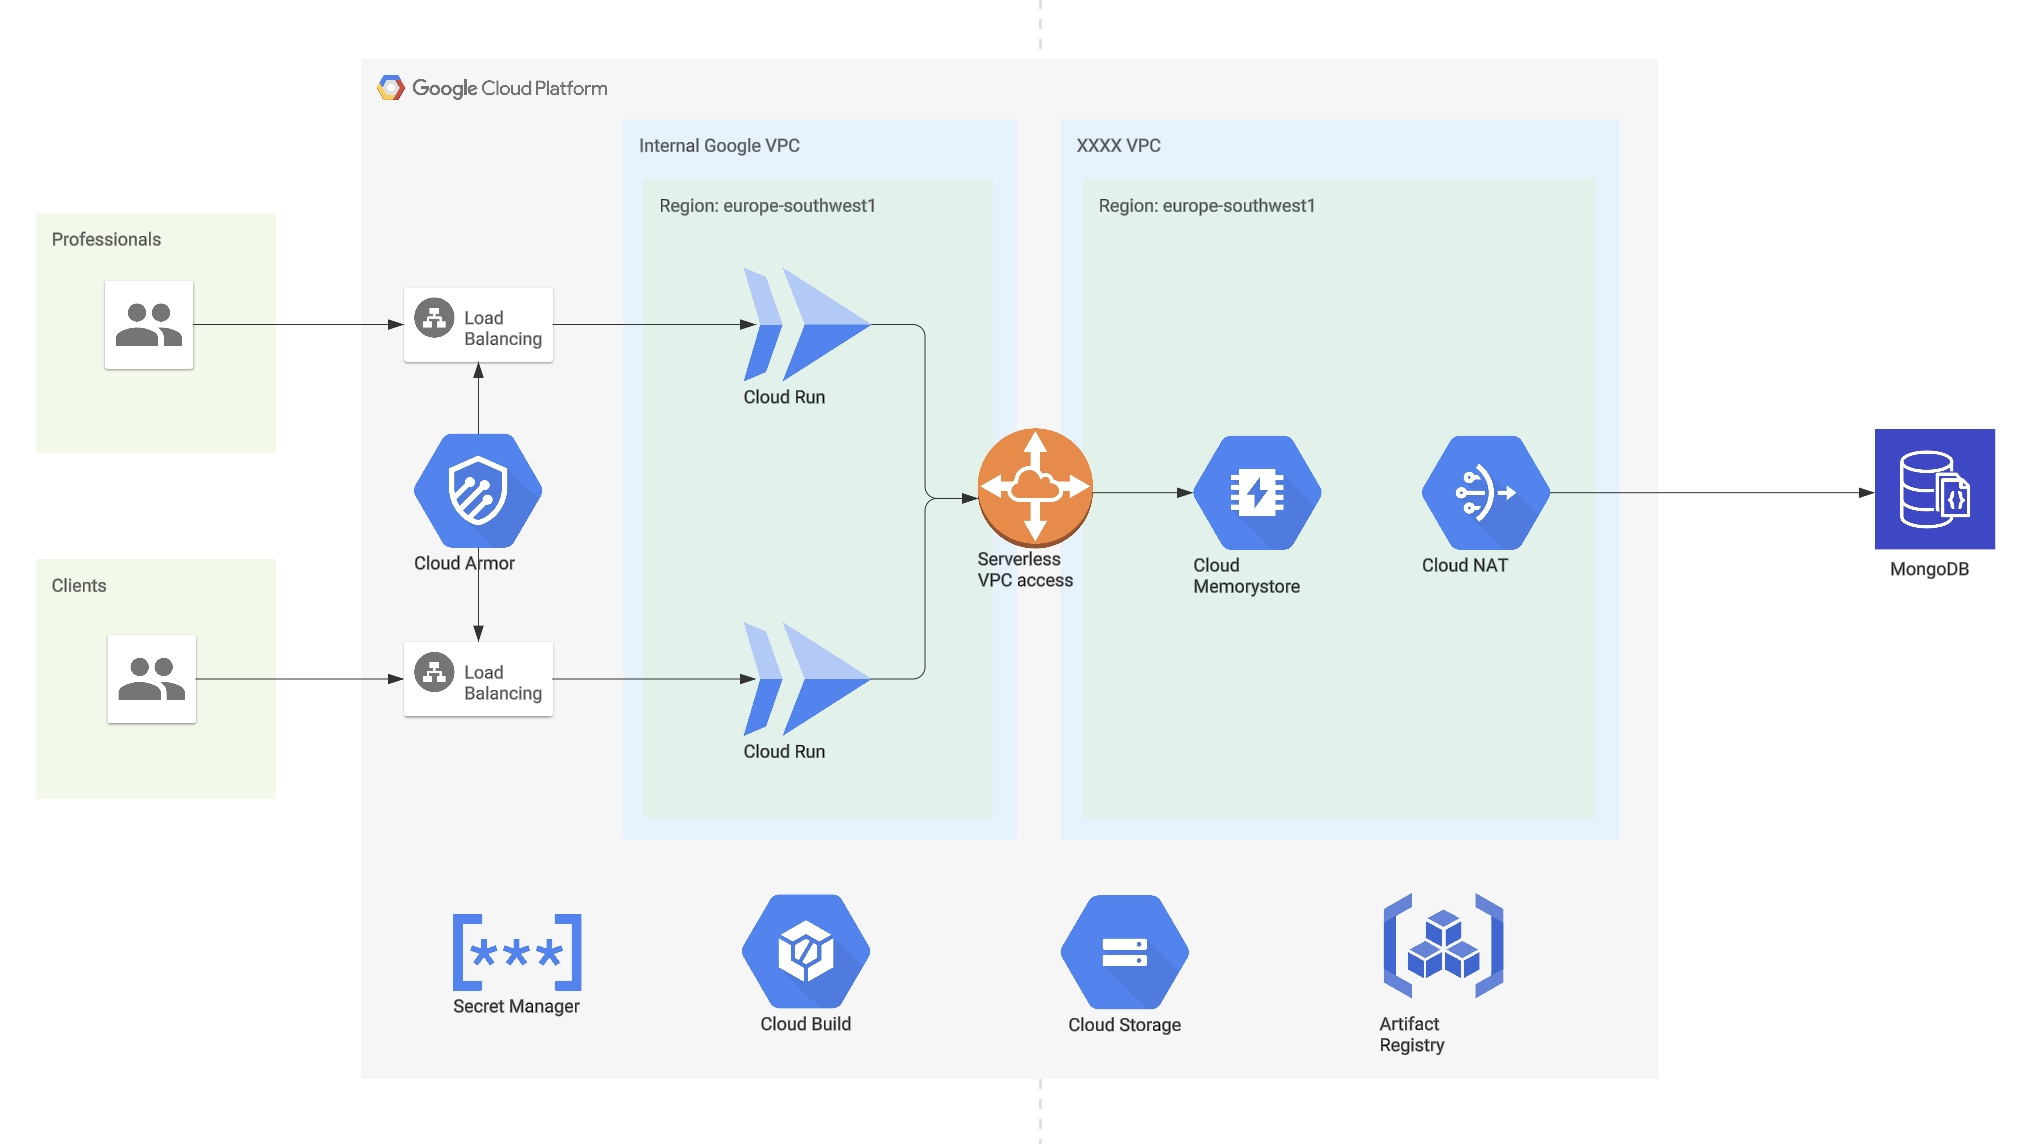 Google Cloud Platform
Internal Google VPC
XXXX VPC
Region: europe-southwest1
Region: europe-southwest1
Professionals
Load
Balancing
Cloud Run
Cloud Armor
Serverless
VPC access
Cloud
Memorystore
Cloud NAT
MongoDB
Clients
Load
Balancing
Cloud Run
[***]
Secret Manager
Cloud Build
Cloud Storage
Artifact
Registry